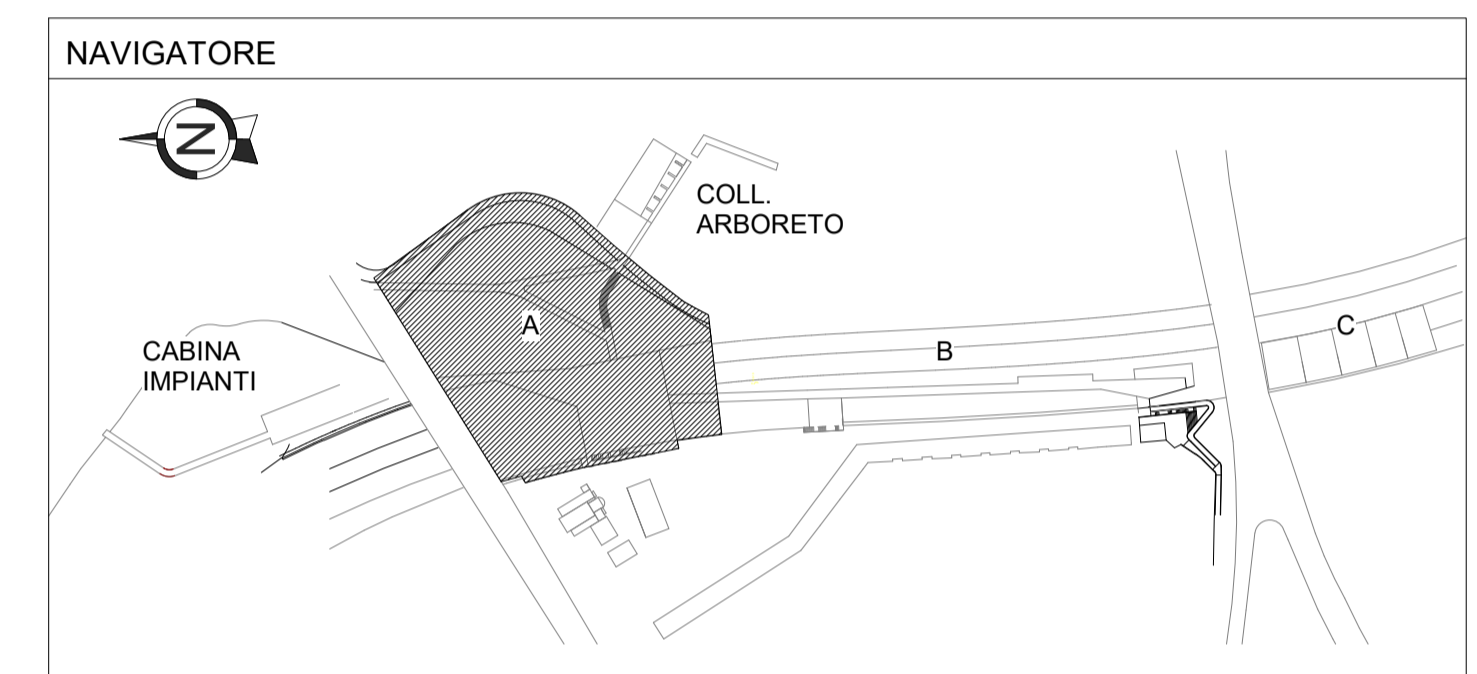 NAVIGATORE
N
COLL.
ARBORETO
A
B
C
CABINA
IMPIANTI